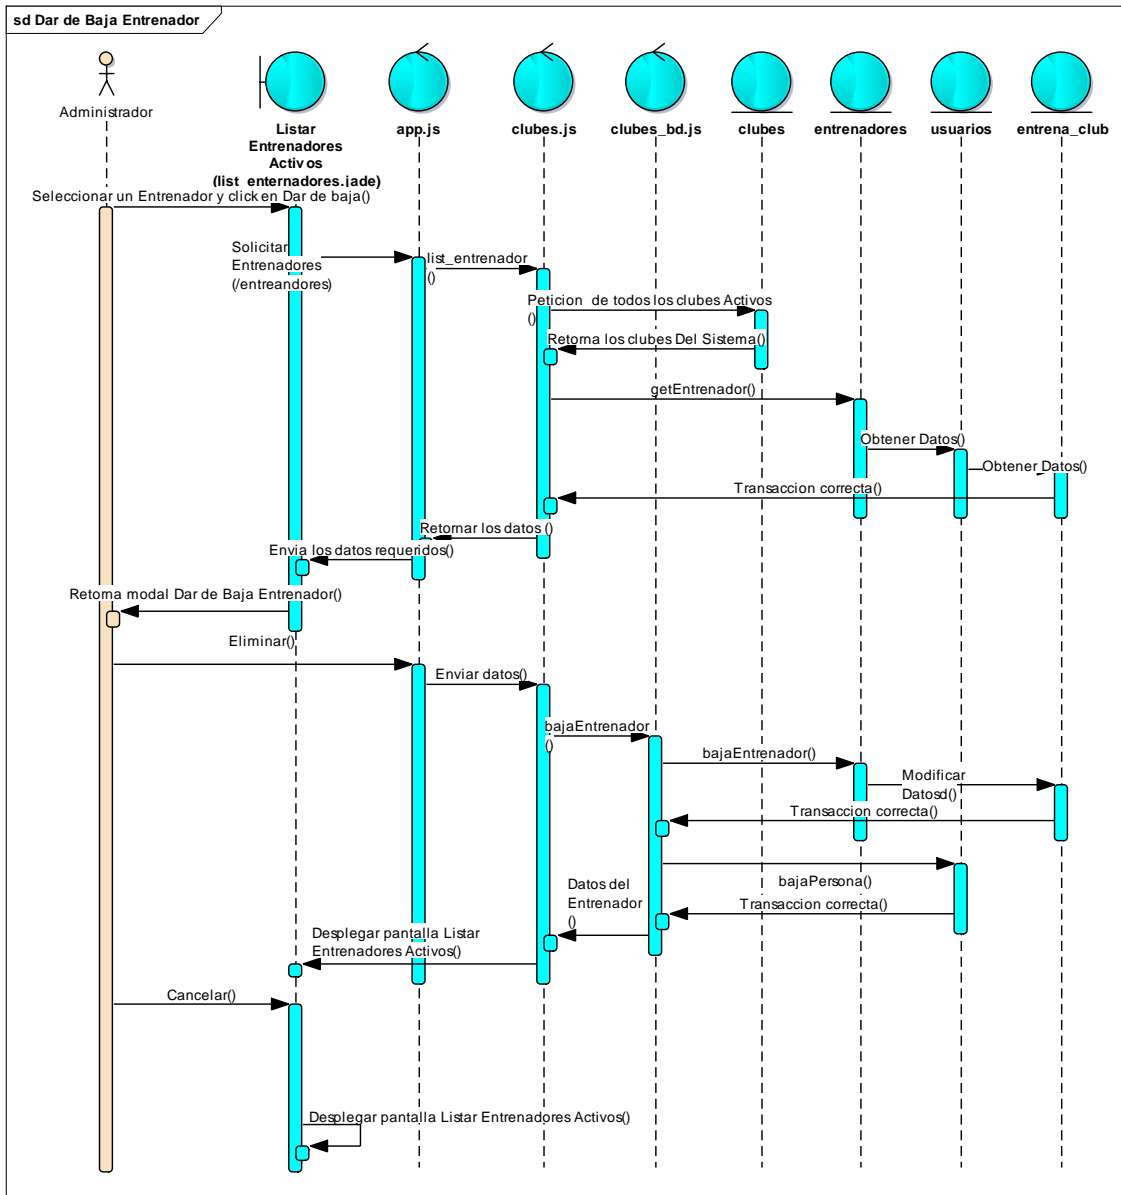 sd Dar de Baja Entrenador
Administrador
Listar
Entrenadores
Activos
(list_enternadores.jade)
app.js
clubes.js
clubes_bd.js
clubes
entrenadores
usuarios
entrena_club
Seleccionar un Entrenador y click en Dar de baja()
Solicitar
Entrenadores
(/entreandores)
list_entrenador
()
Peticion de todos los clubes Activos
()
Retorna los clubes Del Sistema()
getEntrenador()
Obtener Datos()
Obtener Datos()
Transaccion correcta()
Retornar los datos ()
Envia los datos requeridos()
Retorna modal Dar de Baja Entrenador()
Eliminar()
Enviar datos()
bajaEntrenador
()
bajaEntrenador()
Modificar
Datosd()
Transaccion correcta()
bajaPersona()
Datos del
Entrenador
()
Transaccion correcta()
Desplegar pantalla Listar
Entrenadores Activos()
Cancelar()
Desplegar pantalla Listar Entrenadores Activos()